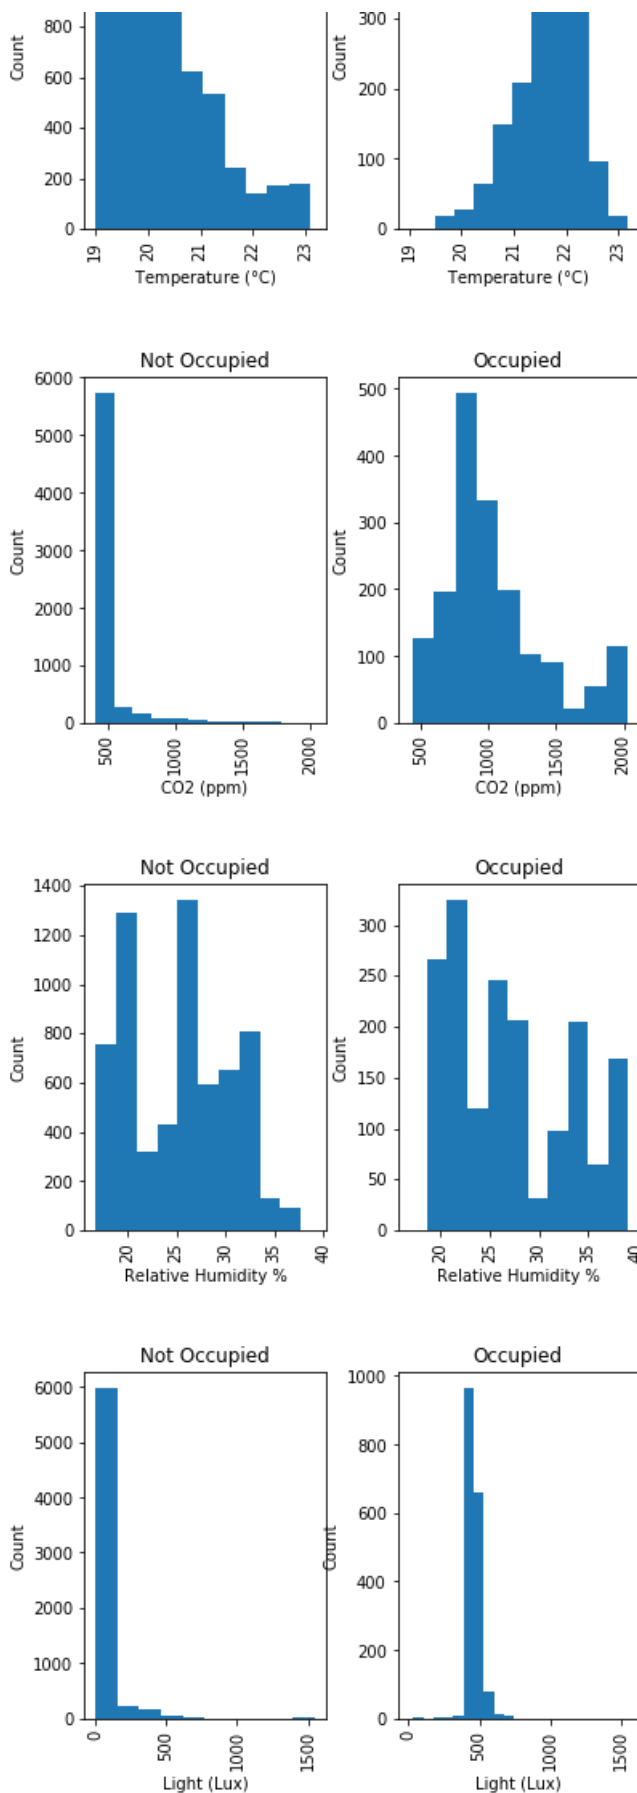 800
600
400
200
0
Count
19 20 21 22 23
Temperature (°C)
300
200
100
0
Count
19 20 21 22 23
Temperature (°C)
Not Occupied
6000
5000
4000
3000
2000
1000
0
Count
500 1000 1500 2000
CO2 (ppm)
Occupied
500
400
300
200
100
0
Count
500 1000 1500 2000
CO2 (ppm)
Not Occupied
1400
1200
1000
800
600
400
200
0
Count
20 25 30 35 40
Relative Humidity %
Occupied
300
250
200
150
100
50
0
Count
20 25 30 35 40
Relative Humidity %
Not Occupied
6000
5000
4000
3000
2000
1000
0
Count
0 500 1000 1500
Light (Lux)
Occupied
1000
800
600
400
200
0
Count
0 500 1000 1500
Light (Lux)